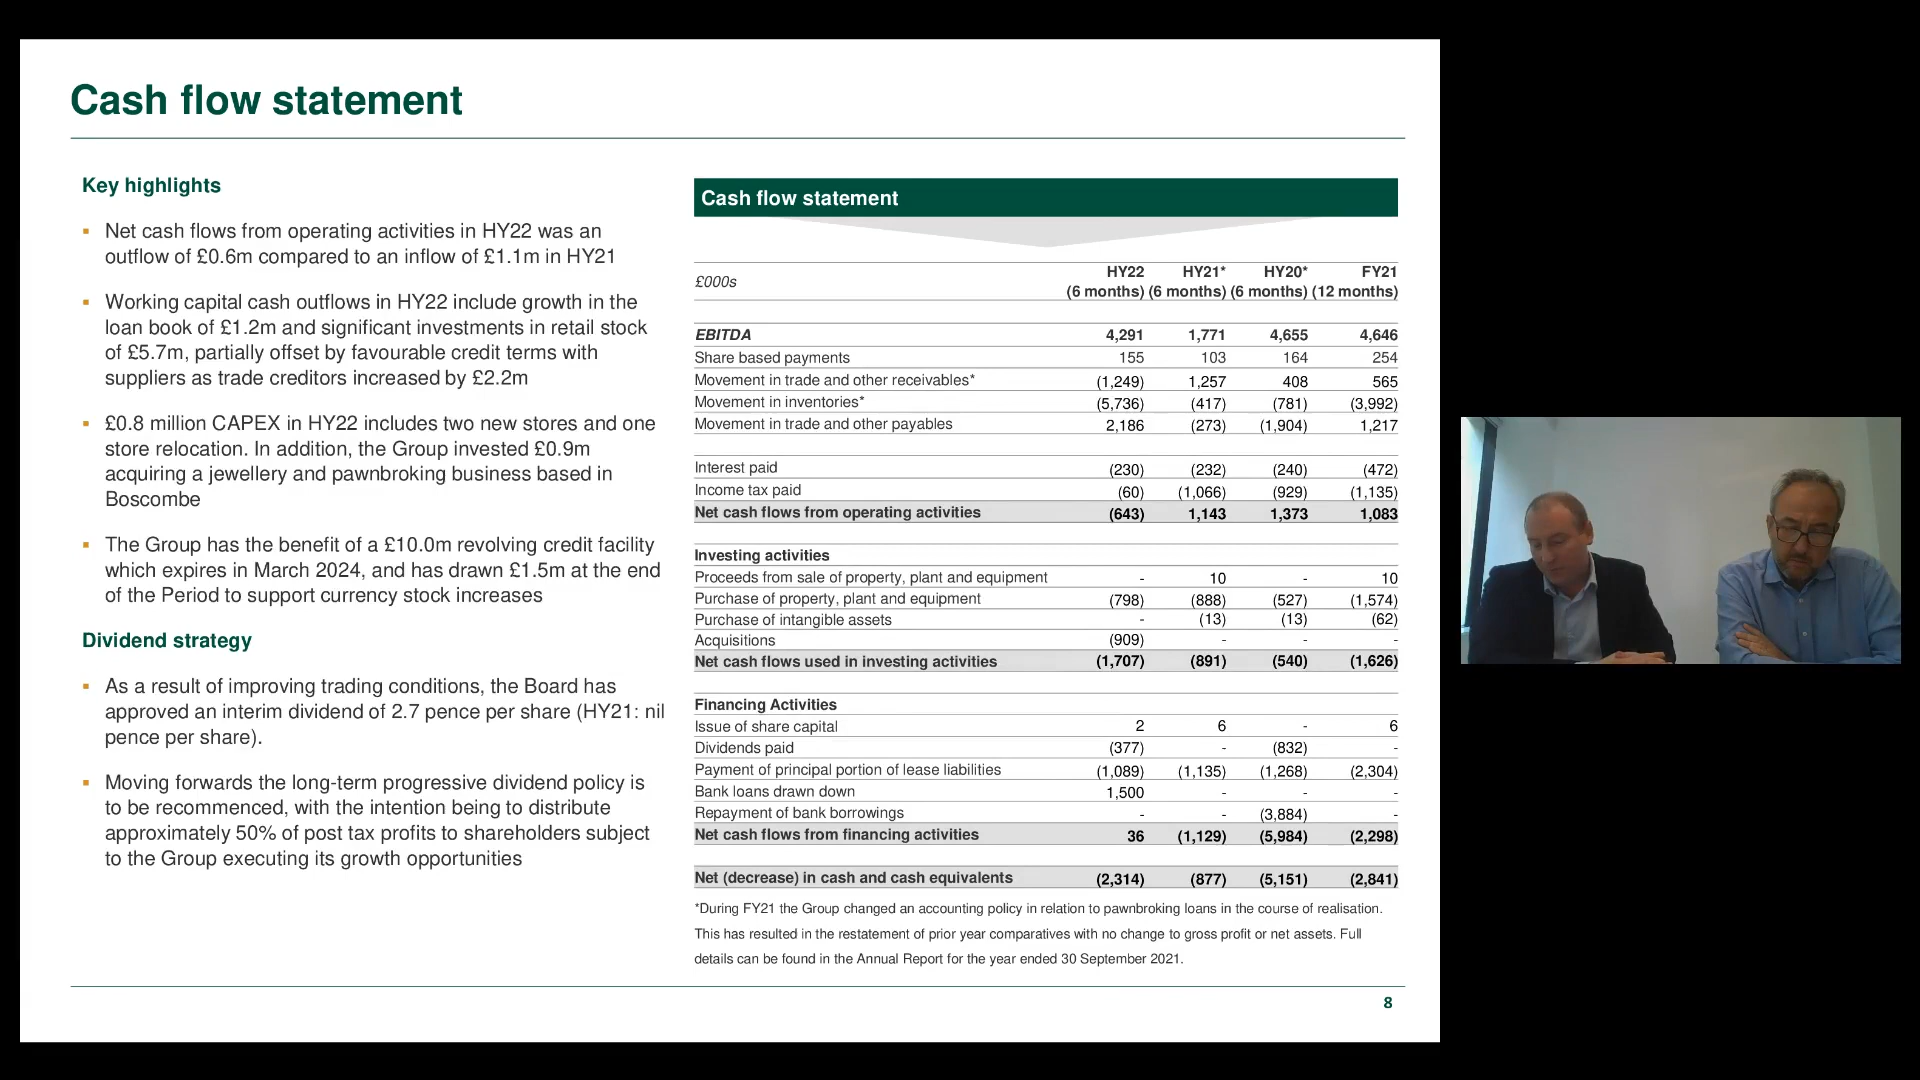 Cash flow statement
Key highlights
▪ Net cash flows from operating activities in HY22 was an
outflow of £0.6m compared to an inflow of £1.1m in HY21
▪ Working capital cash outflows in HY22 include growth in the
loan book of £1.2m and significant investments in retail stock
of £5.7m, partially offset by favourable credit terms with
suppliers as trade creditors increased by £2.2m
▪ £0.8 million CAPEX in HY22 includes two new stores and one
store relocation. In addition, the Group invested £0.9m
acquiring a jewellery and pawnbroking business based in
Boscombe
▪ The Group has the benefit of a £10.0m revolving credit facility
which expires in March 2024, and has drawn £1.5m at the end
of the Period to support currency stock increases
Dividend strategy
▪ As a result of improving trading conditions, the Board has
approved an interim dividend of 2.7 pence per share (HY21: nil
pence per share).
▪ Moving forwards the long-term progressive dividend policy is
to be recommenced, with the intention being to distribute
approximately 50% of post tax profits to shareholders subject
to the Group executing its growth opportunities
Cash flow statement
£000s HY22 HY21* HY20* FY21
(6 months) (6 months) (6 months) (12 months)
EBITDA 4,291 1,771 4,655 4,646
Share based payments 155 103 164 254
Movement in trade and other receivables* (1,249) 1,257 408 565
Movement in inventories* (5,736) (417) (781) (3,992)
Movement in trade and other payables 2,186 (273) (1,904) 1,217
Interest paid (230) (232) (240) (472)
Income tax paid (60) (1,066) (929) (1,135)
Net cash flows from operating activities (643) 1,143 1,373 1,083
Investing activities
Proceeds from sale of property, plant and equipment - 10 - 10
Purchase of property, plant and equipment (798) (888) (527) (1,574)
Purchase of intangible assets - (13) (13) (62)
Acquisitions (909) - - -
Net cash flows used in investing activities (1,707) (891) (540) (1,626)
Financing Activities
Issue of share capital 2 6 - 6
Dividends paid (377) - (832) -
Payment of principal portion of lease liabilities (1,089) (1,135) (1,268) (2,304)
Bank loans drawn down 1,500 - - -
Repayment of bank borrowings - - (3,884) -
Net cash flows from financing activities 36 (1,129) (5,984) (2,298)
Net (decrease) in cash and cash equivalents (2,314) (877) (5,151) (2,841)
*During FY21 the Group changed an accounting policy in relation to pawnbroking loans in the course of realisation.
This has resulted in the restatement of prior year comparatives with no change to gross profit or net assets. Full
details can be found in the Annual Report for the year ended 30 September 2021.
8